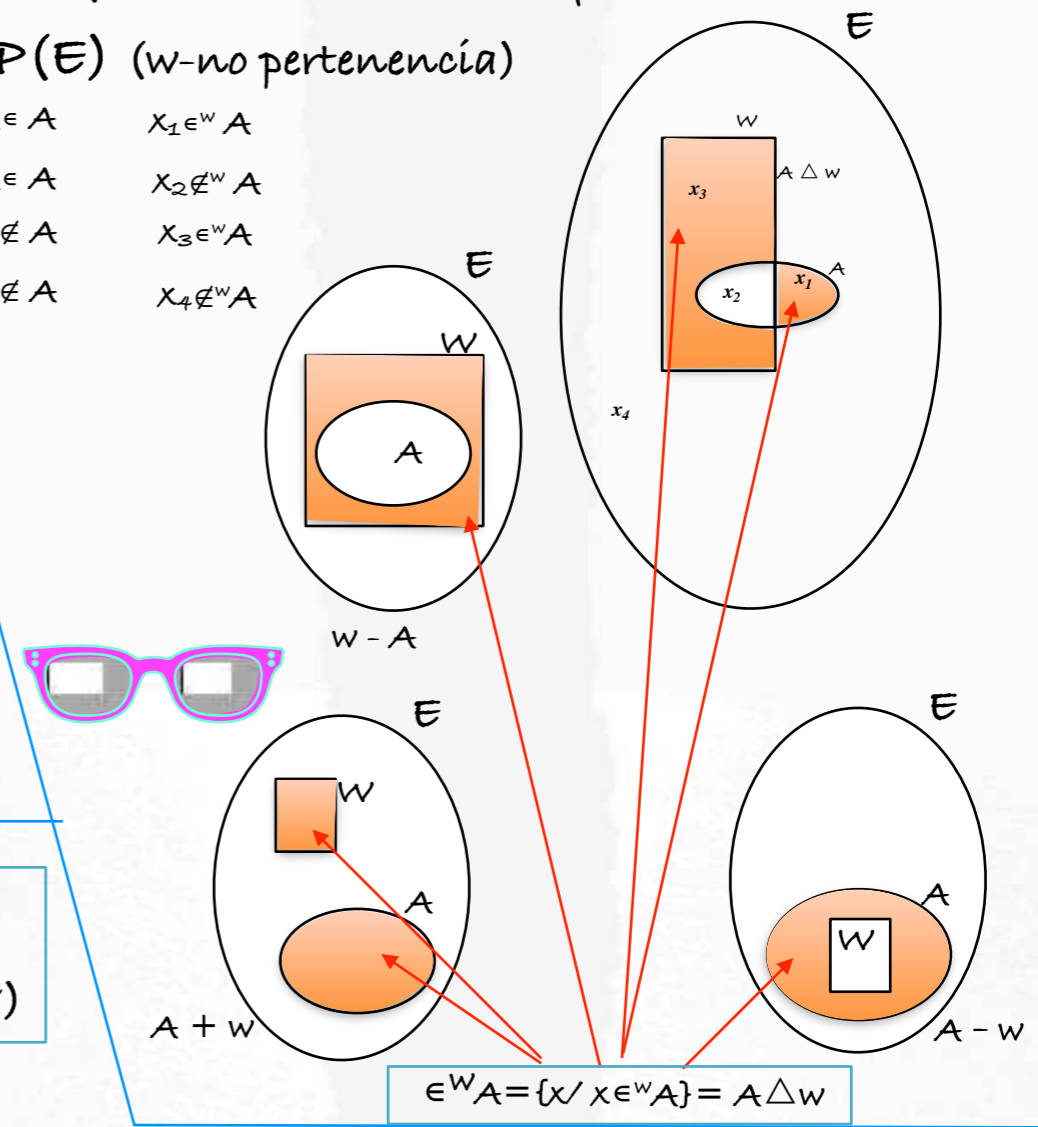 P(E) (w-no pertenencia)
∈ A x₁∈ʷ A
∈ A x₂∉ʷ A
∉ A x₃∈ʷA
∉ A x₄∉ʷA
E
w
A △ w
x₃
A
x₁
x₂
x₄
E
W
A
w - A
E
W
A
A + w
E
A
W
A - w
)
∈ᵂA={x/ x∈ʷA}= A△w